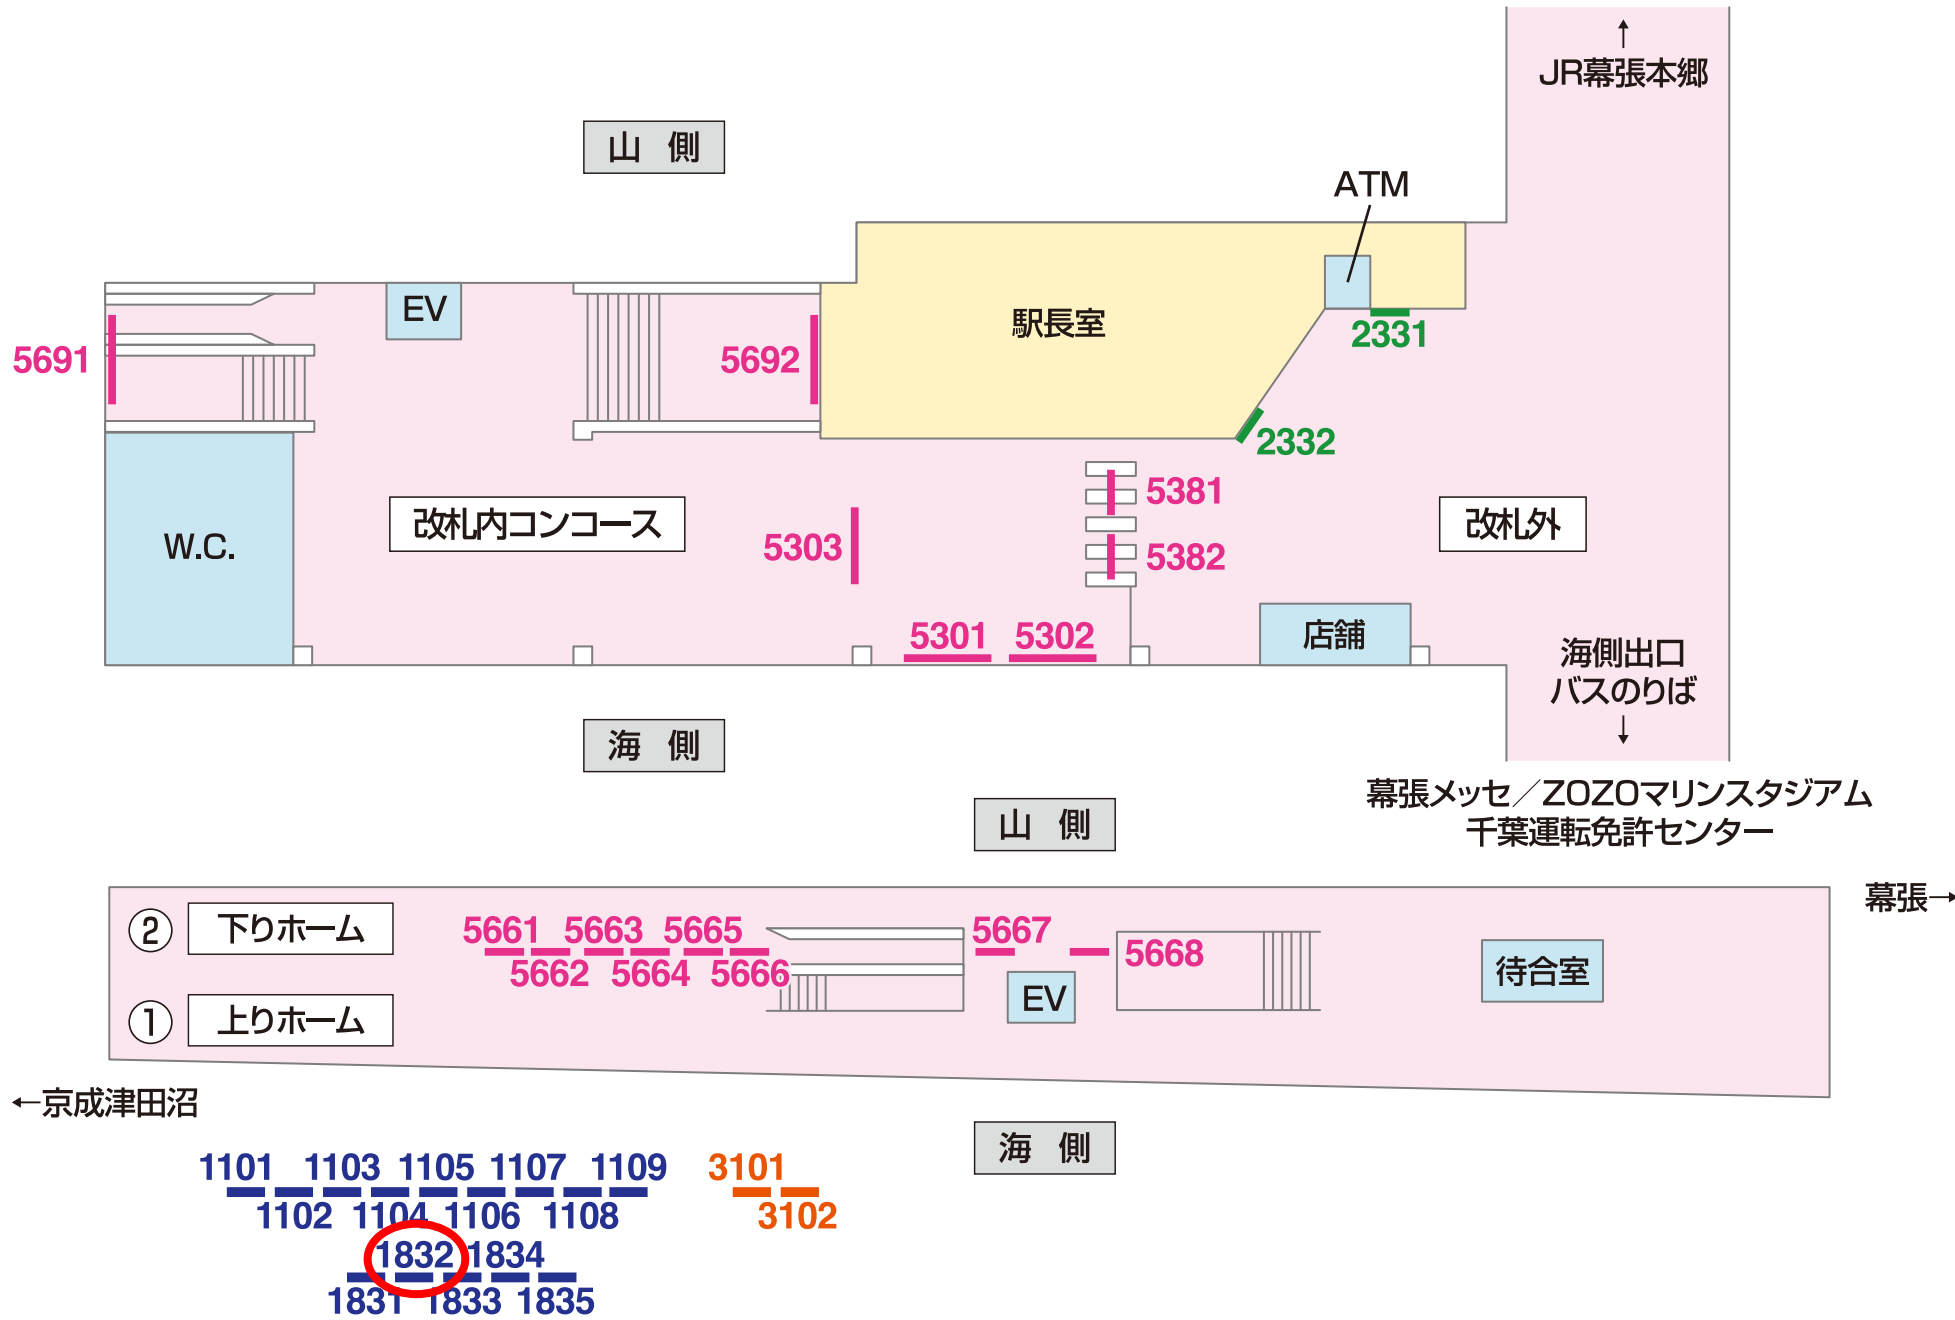 ↑
JR幕張本郷
山 側
ATM
EV
駅長室
2331
5691
5692
2332
5381
改札内コンコース
改札外
W.C.
5303
5382
5301
5302
店舗
海側出口
バスのりば
↓
海 側
幕張メッセ／ZOZOマリンスタジアム
千葉運転免許センター
山 側
幕張→
② 下りホーム
5661 5663 5665
5667
5662 5664 5666
5668
EV
待合室
① 上りホーム
←京成津田沼
海 側
1101 1103 1105 1107 1109
3101
1102 1104 1106 1108
3102
1832 1834
1831 1833 1835